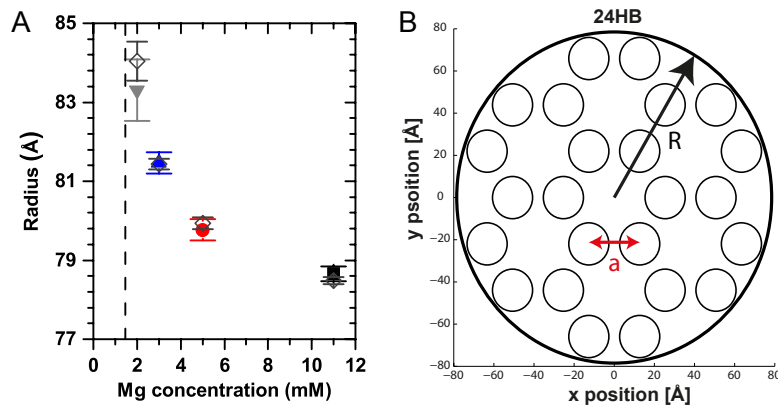 A
85
83
81
79
77
Radius (Å)
0 2 4 6 8 10 12
Mg concentration (mM)
B
24HB
80
60
40
20
0
−20
−40
−60
−80
y psoition [Å]
R
a
−80 −60 −40 −20 0 20 40 60 80
x position [Å]